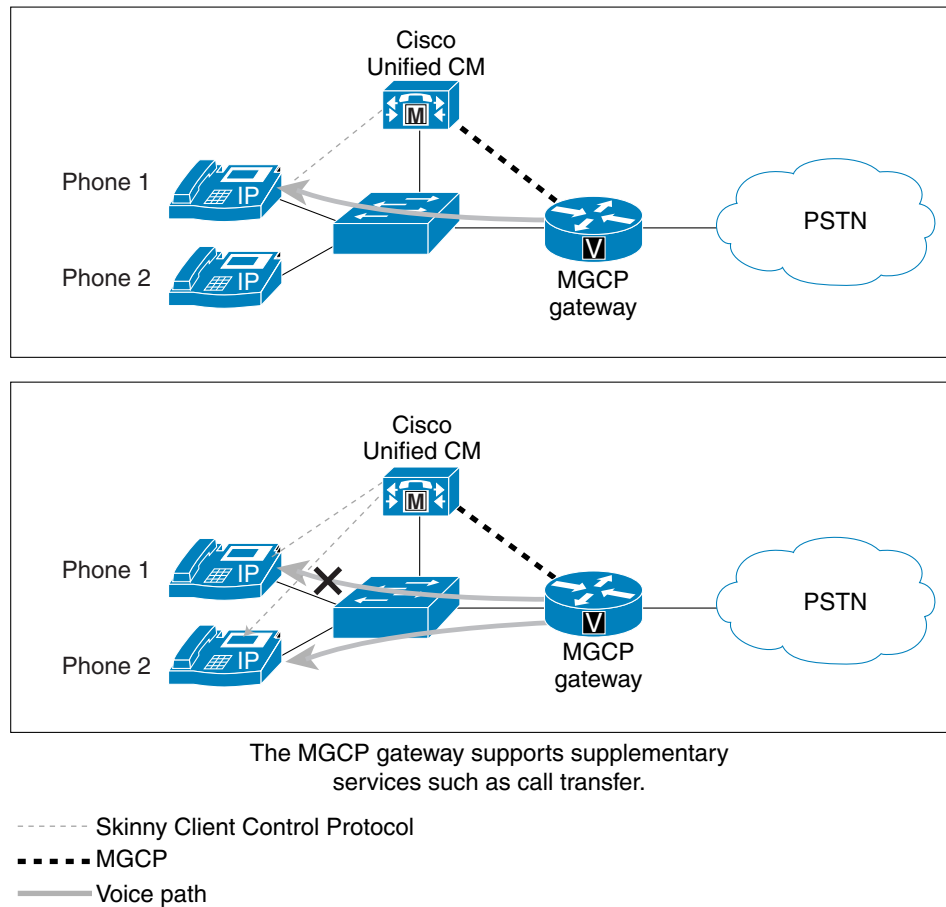 Cisco
Unified CM
M
Phone 1
IP
PSTN
Phone 2
IP
V
MGCP
gateway
Cisco
Unified CM
M
Phone 1
IP
PSTN
Phone 2
IP
V
MGCP
gateway
The MGCP gateway supports supplementary
services such as call transfer.
Skinny Client Control Protocol
MGCP
Voice path